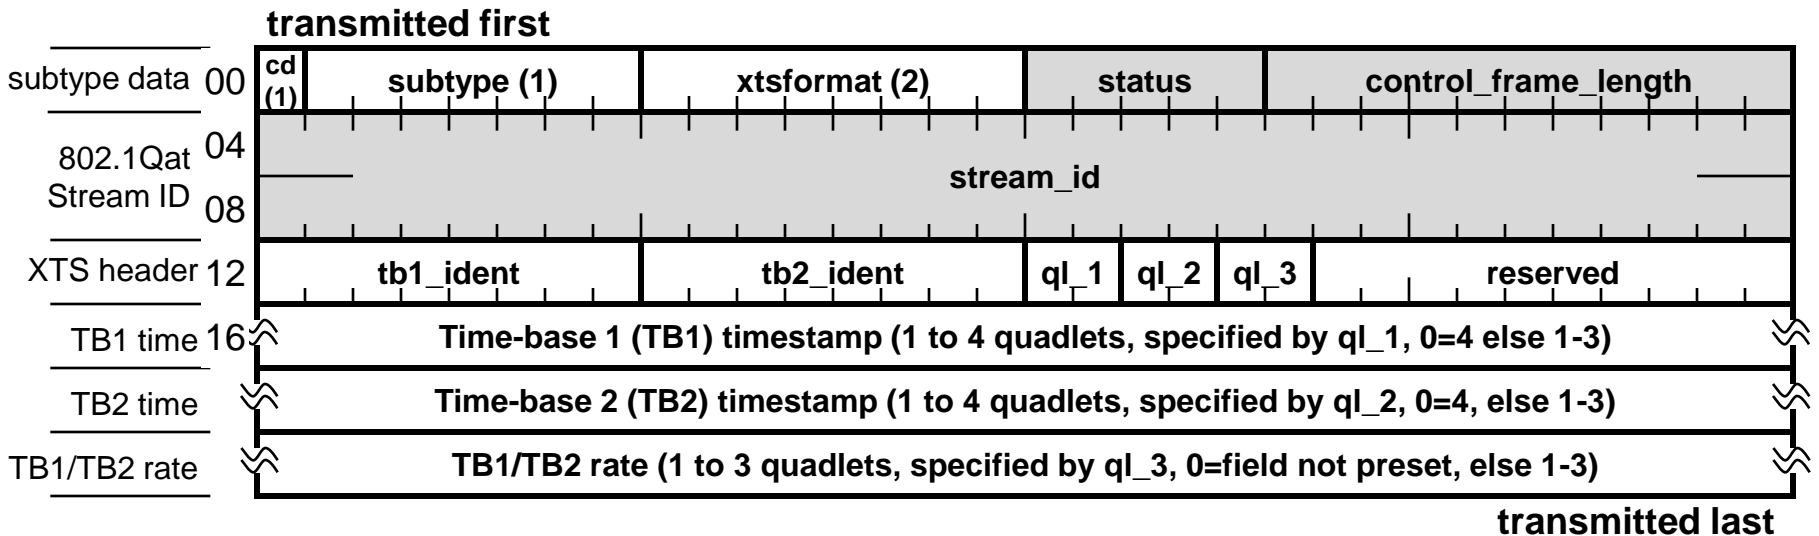 transmitted first
subtype data 00 cd (1) subtype (1) xtsformat (2) status control_frame_length
802.1Qat Stream ID 04 08 stream_id
XTS header 12 tb1_ident tb2_ident ql_1 ql_2 ql_3 reserved
TB1 time 16 Time-base 1 (TB1) timestamp (1 to 4 quadlets, specified by ql_1, 0=4 else 1-3)
TB2 time Time-base 2 (TB2) timestamp (1 to 4 quadlets, specified by ql_2, 0=4, else 1-3)
TB1/TB2 rate TB1/TB2 rate (1 to 3 quadlets, specified by ql_3, 0=field not preset, else 1-3)
transmitted last